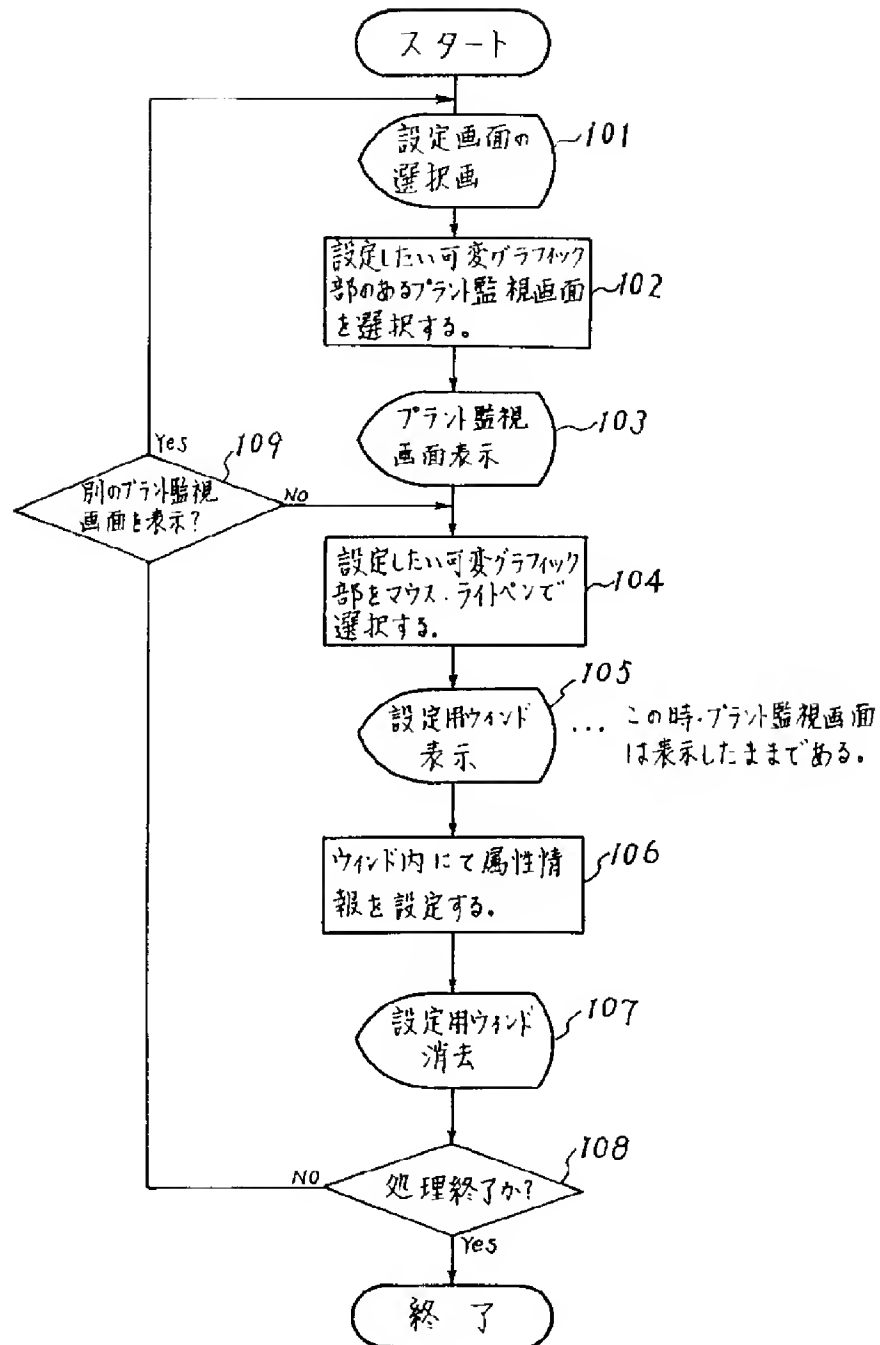 スタート
設定画面の
選択画
101
設定したい可変グラフィック
部のあるプラント監視画面
を選択する。
102
プラント監視
画面表示
103
Yes
109
別のプラント監視
画面を表示?
NO
設定したい可変グラフィック
部をマウス・ライトペンで
選択する。
104
設定用ウィンド
表示
105
... この時・プラント監視画面
は表示したままである。
ウィンド内にて属性情
報を設定する。
106
設定用ウィンド
消去
107
NO
処理終了か?
108
Yes
終了